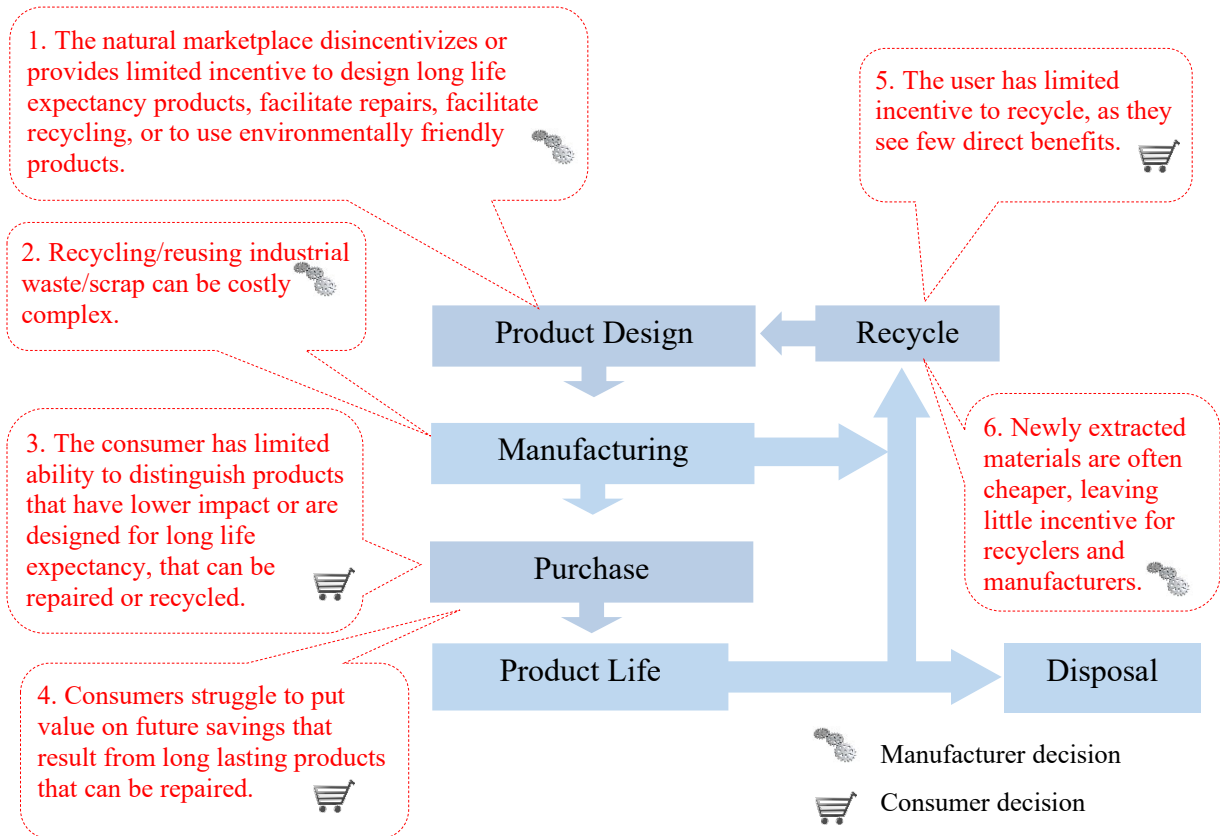 1. The natural marketplace disincentivizes or
provides limited incentive to design long life
expectancy products, facilitate repairs, facilitate
recycling, or to use environmentally friendly
products.
5. The user has limited
incentive to recycle, as they
see few direct benefits.
2. Recycling/reusing industrial
waste/scrap can be costly
complex.
Product Design
Recycle
3. The consumer has limited
ability to distinguish products
that have lower impact or are
designed for long life
expectancy, that can be
repaired or recycled.
Manufacturing
6. Newly extracted
materials are often
cheaper, leaving
little incentive for
recyclers and
manufacturers.
Purchase
Product Life
Disposal
4. Consumers struggle to put
value on future savings that
result from long lasting products
that can be repaired.
Manufacturer decision
Consumer decision